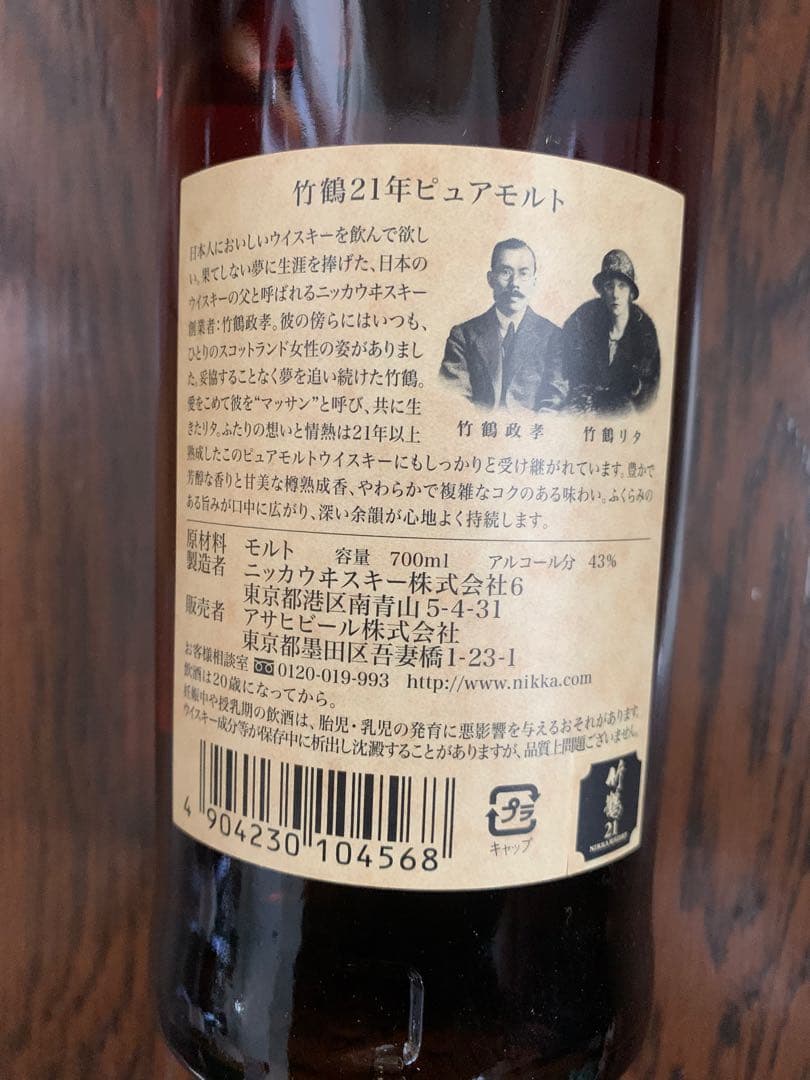 竹鶴21年ピュアモルト
日本人においしいウイスキーを飲んで欲し
い。果てしない夢に生涯を捧げた、日本の
ウイスキーの父と呼ばれるニッカウヰスキー
創業者：竹鶴政孝。彼の傍らにはいつも、
ひとりのスコットランド女性の姿がありまし
た。妥協することなく夢を追い続けた竹鶴。
愛をこめて彼を“マッサン”と呼び、共に生
きたリタ。ふたりの想いと情熱は21年以上
熟成したこのピュアモルトウイスキーにもしっかりと受け継がれています。豊かで
芳醇な香りと甘美な樽熟成香、やわらかで複雑なコクのある味わい。ふくらみの
ある旨みが口中に広がり、深い余韻が心地よく持続します。
竹鶴政孝 竹鶴リタ
原材料 モルト 容量 700ml アルコール分 43%
製造者 ニッカウヰスキー株式会社6
東京都港区南青山5-4-31
販売者 アサヒビール株式会社
東京都墨田区吾妻橋1-23-1
お客様相談室 0120-019-993 http://www.nikka.com
飲酒は20歳になってから。
妊娠中や授乳期の飲酒は、胎児・乳児の発育に悪影響を与えるおそれがあります。
ウイスキー成分等が保存中に析出し沈澱することがありますが、品質上問題ございません。
4 904230 104568
プラ
キャップ
竹鶴
21
NIKKA WHISKY